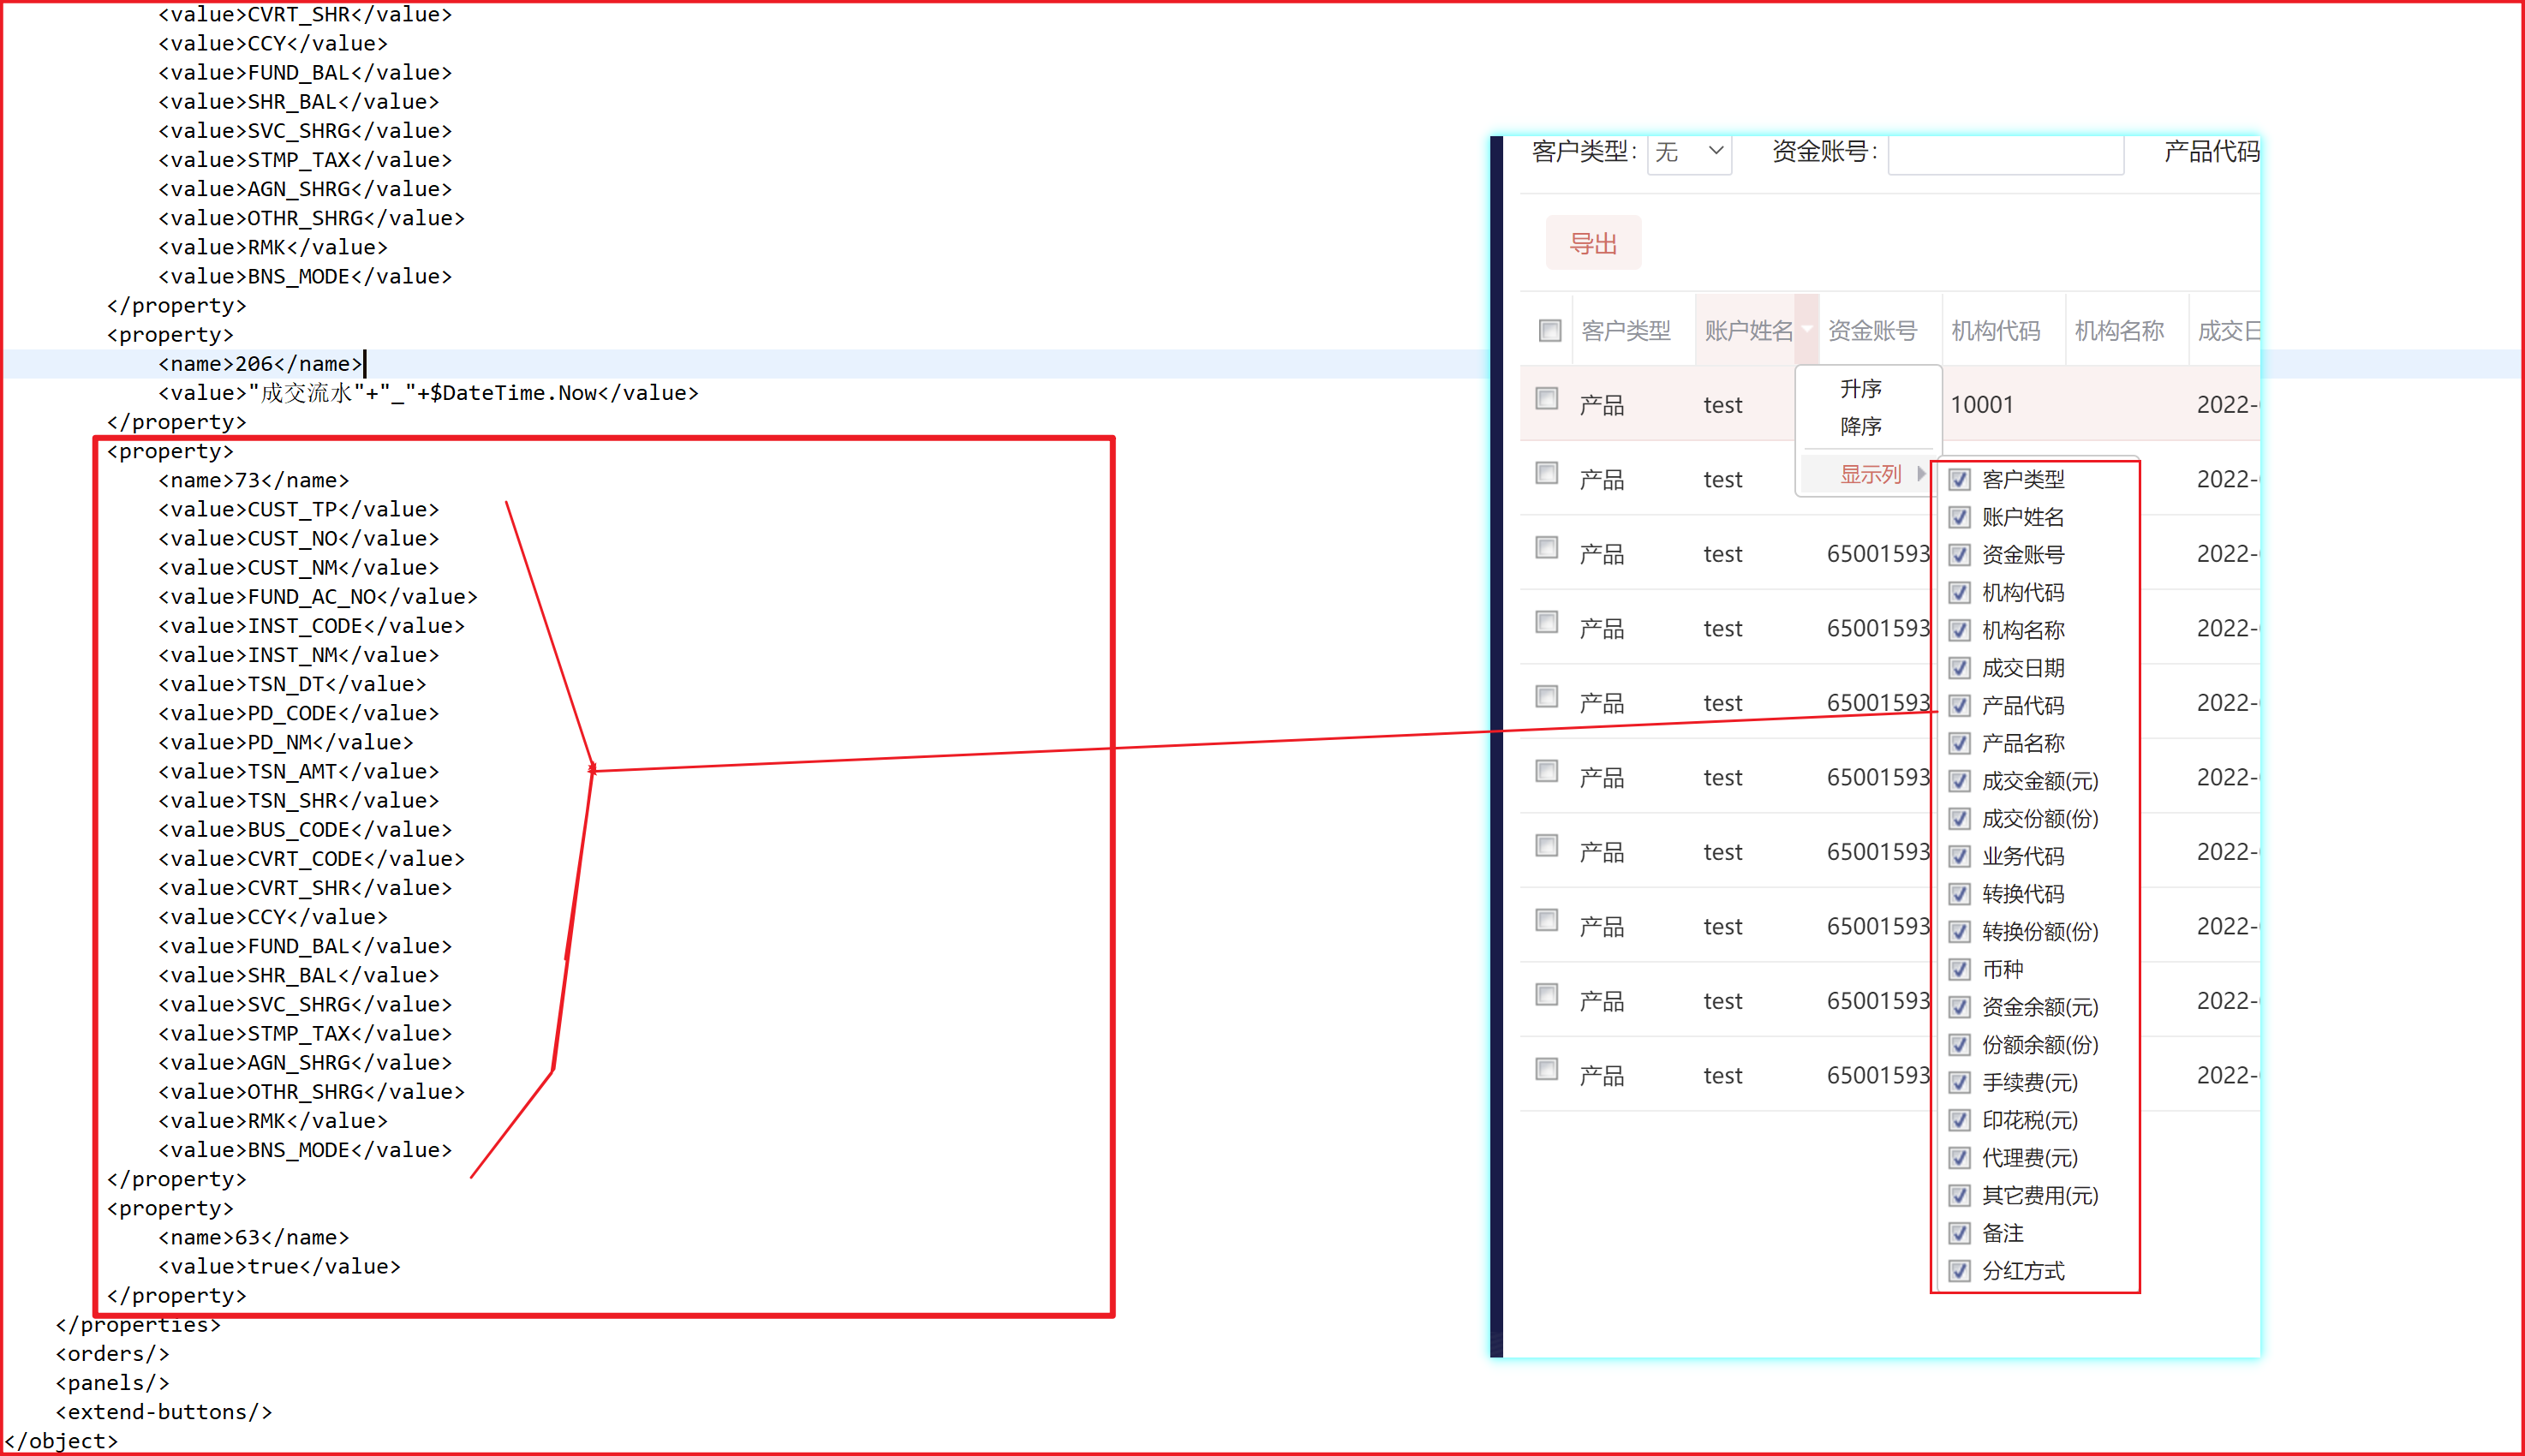 <value>CVRT_SHR</value>
<value>CCY</value>
<value>FUND_BAL</value>
<value>SHR_BAL</value>
<value>SVC_SHRG</value>
<value>STMP_TAX</value>
<value>AGN_SHRG</value>
<value>OTHR_SHRG</value>
<value>RMK</value>
<value>BNS_MODE</value>
</property>
<property>
<name>206</name>
<value>"成交流水"+"_"+$DateTime.Now</value>
</property>
<property>
<name>73</name>
<value>CUST_TP</value>
<value>CUST_NO</value>
<value>CUST_NM</value>
<value>FUND_AC_NO</value>
<value>INST_CODE</value>
<value>INST_NM</value>
<value>TSN_DT</value>
<value>PD_CODE</value>
<value>PD_NM</value>
<value>TSN_AMT</value>
<value>TSN_SHR</value>
<value>BUS_CODE</value>
<value>CVRT_CODE</value>
<value>CVRT_SHR</value>
<value>CCY</value>
<value>FUND_BAL</value>
<value>SHR_BAL</value>
<value>SVC_SHRG</value>
<value>STMP_TAX</value>
<value>AGN_SHRG</value>
<value>OTHR_SHRG</value>
<value>RMK</value>
<value>BNS_MODE</value>
</property>
<property>
<name>63</name>
<value>true</value>
</property>
</properties>
<orders/>
<panels/>
<extend-buttons/>
</object>
客户类型: 无 资金账号: 产品代码
导出
客户类型 账户姓名 资金账号 机构代码 机构名称 成交日
产品 test 10001 2022-
产品 test 2022-
产品 test 65001593 2022-
产品 test 65001593 2022-
产品 test 65001593 2022-
产品 test 65001593 2022-
产品 test 65001593 2022-
产品 test 65001593 2022-
产品 test 65001593 2022-
产品 test 65001593 2022-
升序
降序
显示列
客户类型
账户姓名
资金账号
机构代码
机构名称
成交日期
产品代码
产品名称
成交金额(元)
成交份额(份)
业务代码
转换代码
转换份额(份)
币种
资金余额(元)
份额余额(份)
手续费(元)
印花税(元)
代理费(元)
其它费用(元)
备注
分红方式